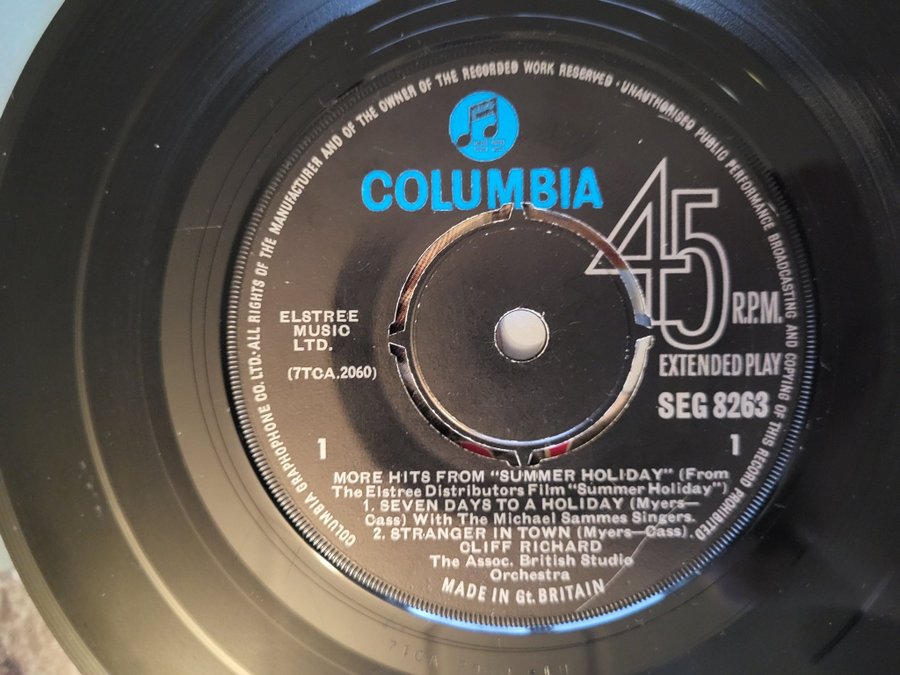 COLUMBIA GRAPHOPHONE CO. LTD.·ALL RIGHTS OF THE MANUFACTURER AND OF THE OWNER OF THE RECORDED WORK RESERVED·UNAUTHORISED PUBLIC PERFORMANCE BROADCASTING AND COPYING OF THIS RECORD PROHIBITED
COLUMBIA
45
R.P.M.
EXTENDED PLAY
SEG 8263
ELSTREE
MUSIC
LTD.
(7TCA.2060)
1
1
MORE HITS FROM "SUMMER HOLIDAY" (From
The Elstree Distributors Film "Summer Holiday")
1. SEVEN DAYS TO A HOLIDAY (Myers—
Cass) With The Michael Sammes Singers.
2. STRANGER IN TOWN (Myers—Cass).
CLIFF RICHARD
The Assoc. British Studio
Orchestra
MADE IN Gt. BRITAIN